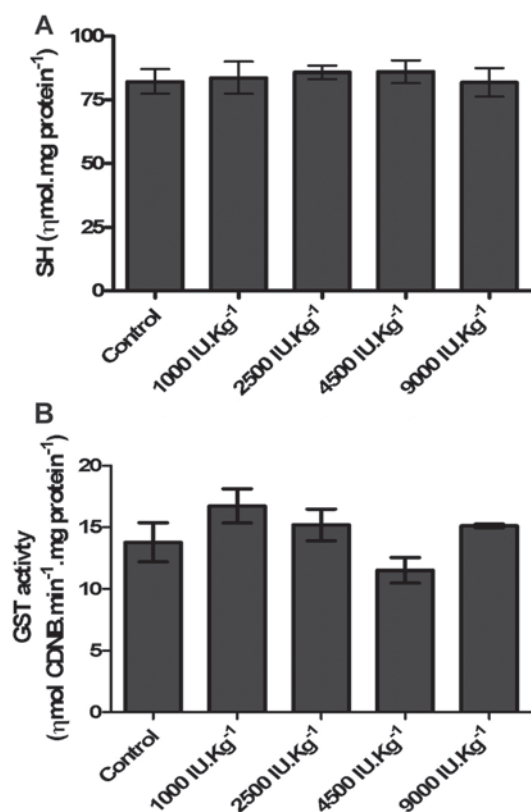 A
SH (ηmol.mg protein⁻¹)
100
75
50
25
0
Control
1000 IU.Kg⁻¹
2500 IU.Kg⁻¹
4500 IU.Kg⁻¹
9000 IU.Kg⁻¹
B
GST activty
(ηmol CDNB.min⁻¹.mg protein⁻¹)
20
15
10
5
0
Control
1000 IU.Kg⁻¹
2500 IU.Kg⁻¹
4500 IU.Kg⁻¹
9000 IU.Kg⁻¹